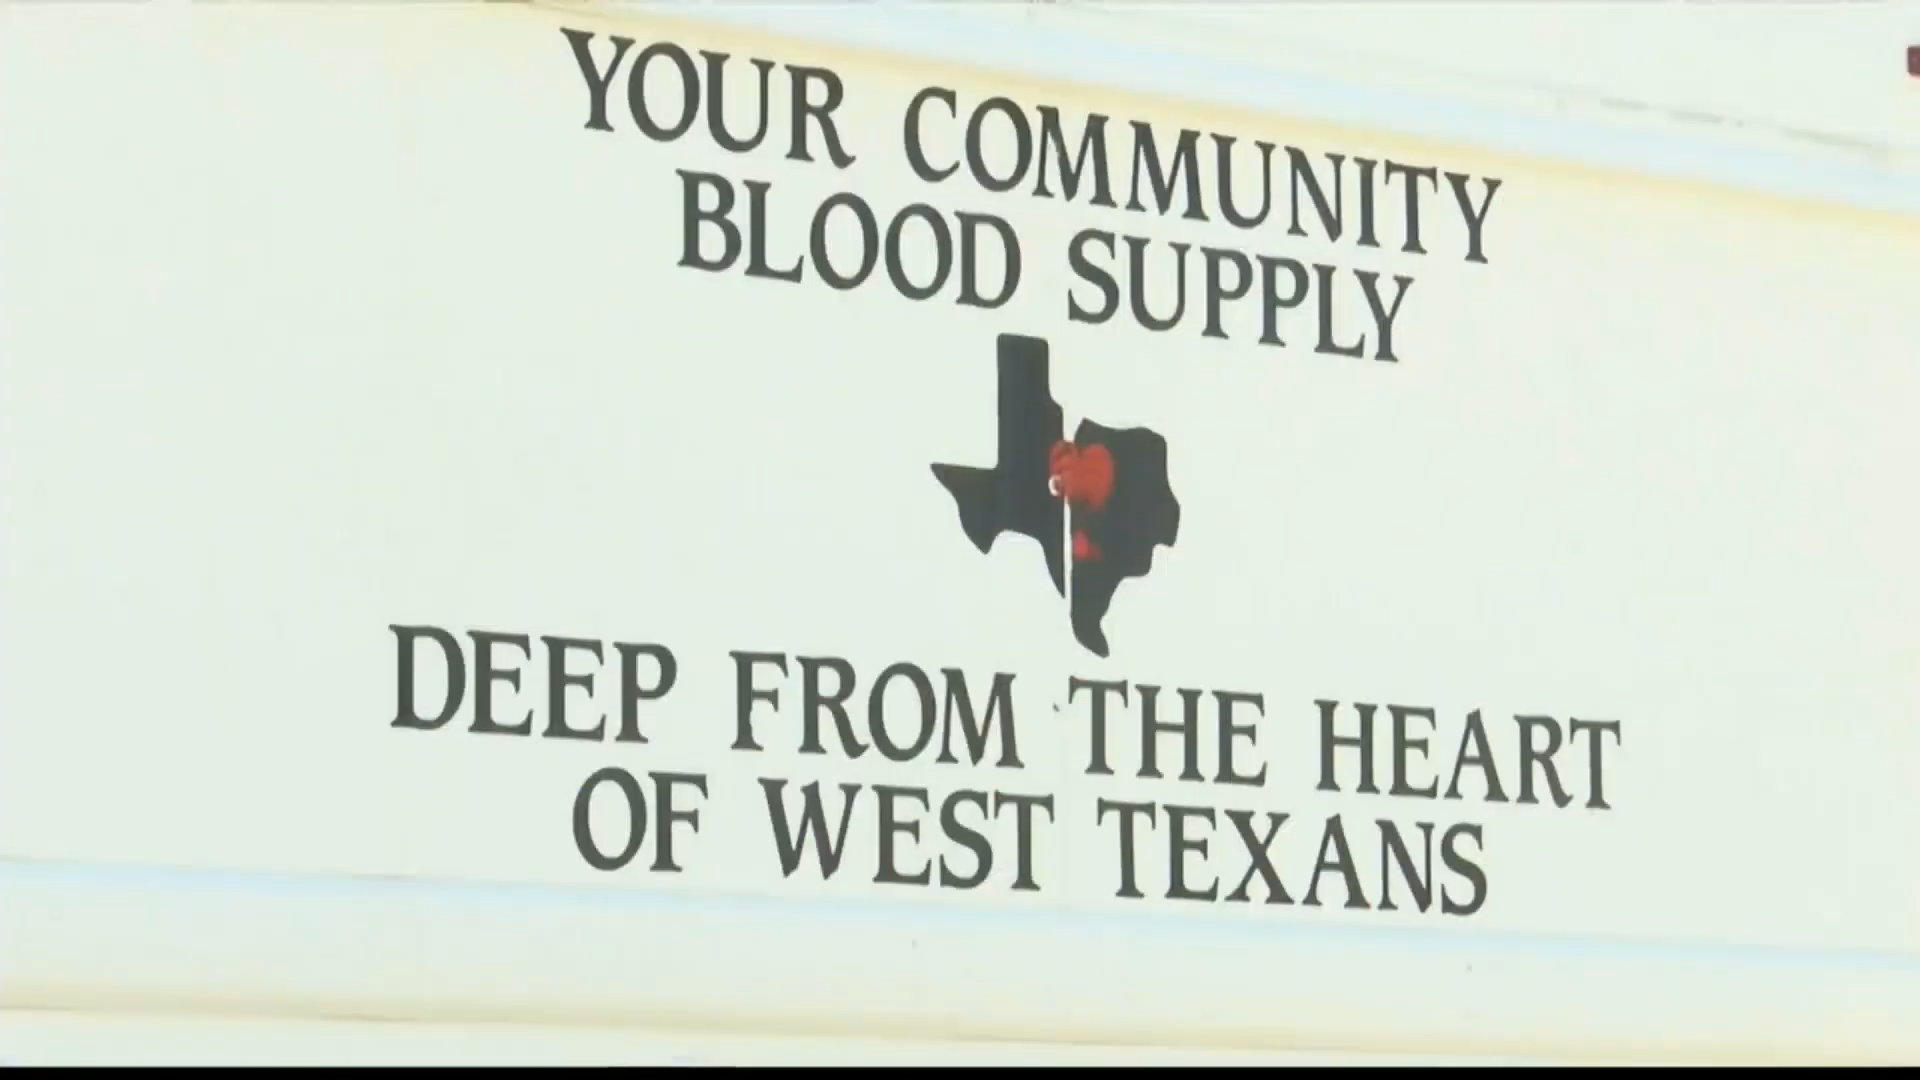 YOUR COMMUNITY
BLOOD SUPPLY
DEEP FROM THE HEART
OF WEST TEXANS